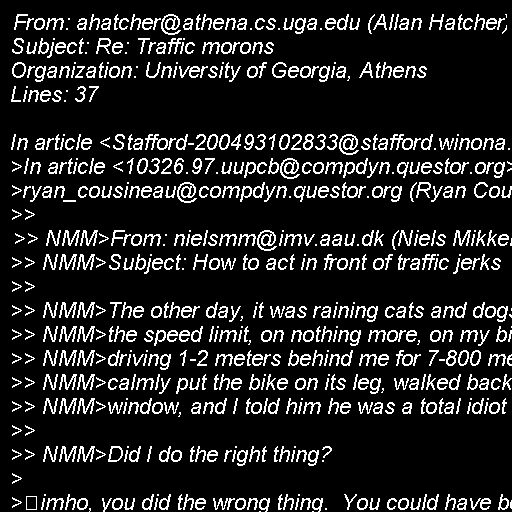 From: ahatcher@athena.cs.uga.edu (Allan Hatcher)
Subject: Re: Traffic morons
Organization: University of Georgia, Athens
Lines: 37

In article <Stafford-200493102833@stafford.winona.
>In article <10326.97.uupcb@compdyn.questor.org>
>ryan_cousineau@compdyn.questor.org (Ryan Cou
>>
>> NMM>From: nielsmm@imv.aau.dk (Niels Mikkel
>> NMM>Subject: How to act in front of traffic jerks
>>
>> NMM>The other day, it was raining cats and dogs
>> NMM>the speed limit, on nothing more, on my bi
>> NMM>driving 1-2 meters behind me for 7-800 me
>> NMM>calmly put the bike on its leg, walked back
>> NMM>window, and I told him he was a total idiot
>>
>> NMM>Did I do the right thing?
>
>imho, you did the wrong thing.  You could have be